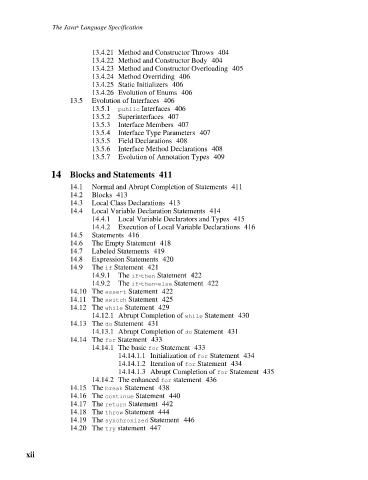 The Java® Language Specification
13.4.21 Method and Constructor Throws 404
13.4.22 Method and Constructor Body 404
13.4.23 Method and Constructor Overloading 405
13.4.24 Method Overriding 406
13.4.25 Static Initializers 406
13.4.26 Evolution of Enums 406
13.5 Evolution of Interfaces 406
13.5.1 public Interfaces 406
13.5.2 Superinterfaces 407
13.5.3 Interface Members 407
13.5.4 Interface Type Parameters 407
13.5.5 Field Declarations 408
13.5.6 Interface Method Declarations 408
13.5.7 Evolution of Annotation Types 409
14 Blocks and Statements 411
14.1 Normal and Abrupt Completion of Statements 411
14.2 Blocks 413
14.3 Local Class Declarations 413
14.4 Local Variable Declaration Statements 414
14.4.1 Local Variable Declarators and Types 415
14.4.2 Execution of Local Variable Declarations 416
14.5 Statements 416
14.6 The Empty Statement 418
14.7 Labeled Statements 419
14.8 Expression Statements 420
14.9 The if Statement 421
14.9.1 The if-then Statement 422
14.9.2 The if-then-else Statement 422
14.10 The assert Statement 422
14.11 The switch Statement 425
14.12 The while Statement 429
14.12.1 Abrupt Completion of while Statement 430
14.13 The do Statement 431
14.13.1 Abrupt Completion of do Statement 431
14.14 The for Statement 433
14.14.1 The basic for Statement 433
14.14.1.1 Initialization of for Statement 434
14.14.1.2 Iteration of for Statement 434
14.14.1.3 Abrupt Completion of for Statement 435
14.14.2 The enhanced for statement 436
14.15 The break Statement 438
14.16 The continue Statement 440
14.17 The return Statement 442
14.18 The throw Statement 444
14.19 The synchronized Statement 446
14.20 The try statement 447
xii